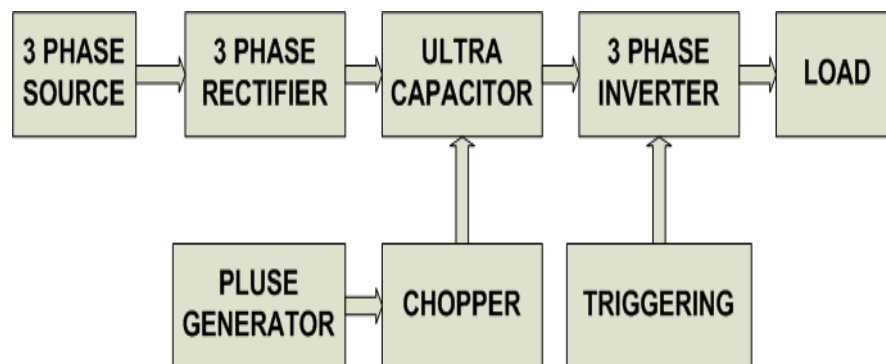 3 PHASE
SOURCE
3 PHASE
RECTIFIER
ULTRA
CAPACITOR
3 PHASE
INVERTER
LOAD
PLUSE
GENERATOR
CHOPPER
TRIGGERING